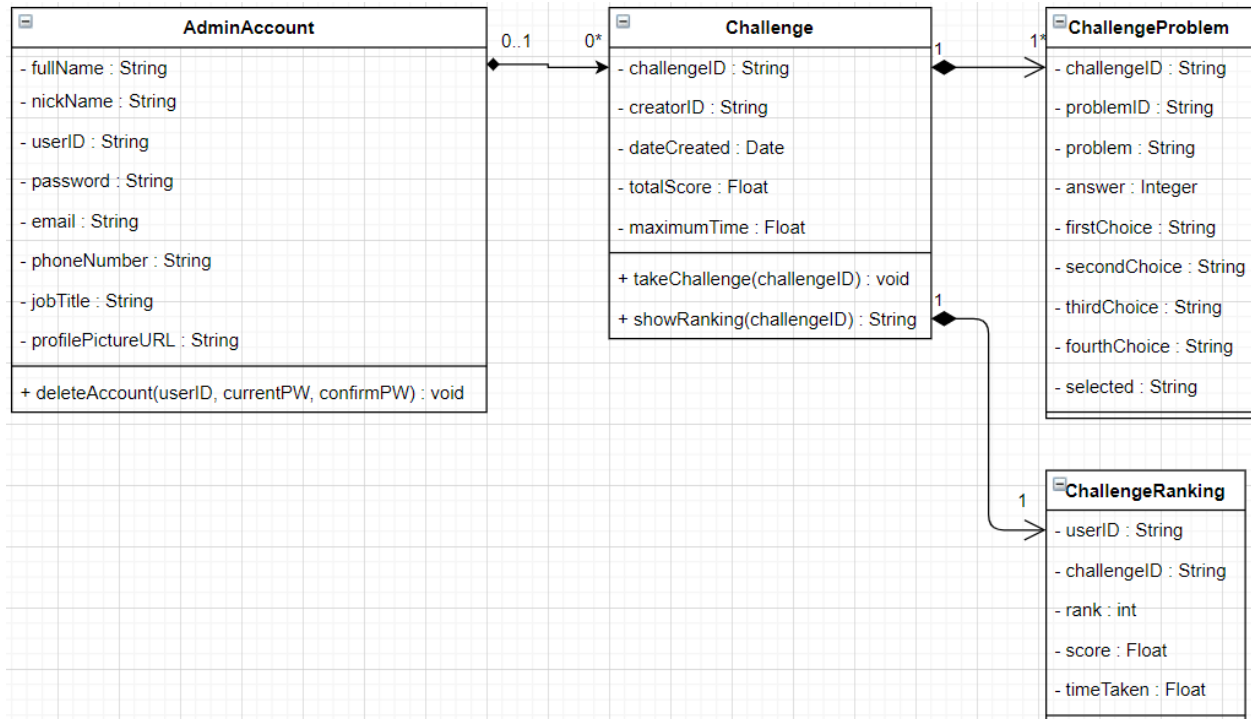 AdminAccount
- fullName : String
- nickName : String
- userID : String
- password : String
- email : String
- phoneNumber : String
- jobTitle : String
- profilePictureURL : String
+ deleteAccount(userID, currentPW, confirmPW) : void
0..1
0*
Challenge
- challengeID : String
- creatorID : String
- dateCreated : Date
- totalScore : Float
- maximumTime : Float
+ takeChallenge(challengeID) : void
+ showRanking(challengeID) : String
1
1*
1
1
ChallengeProblem
- challengeID : String
- problemID : String
- problem : String
- answer : Integer
- firstChoice : String
- secondChoice : String
- thirdChoice : String
- fourthChoice : String
- selected : String
ChallengeRanking
- userID : String
- challengeID : String
- rank : int
- score : Float
- timeTaken : Float